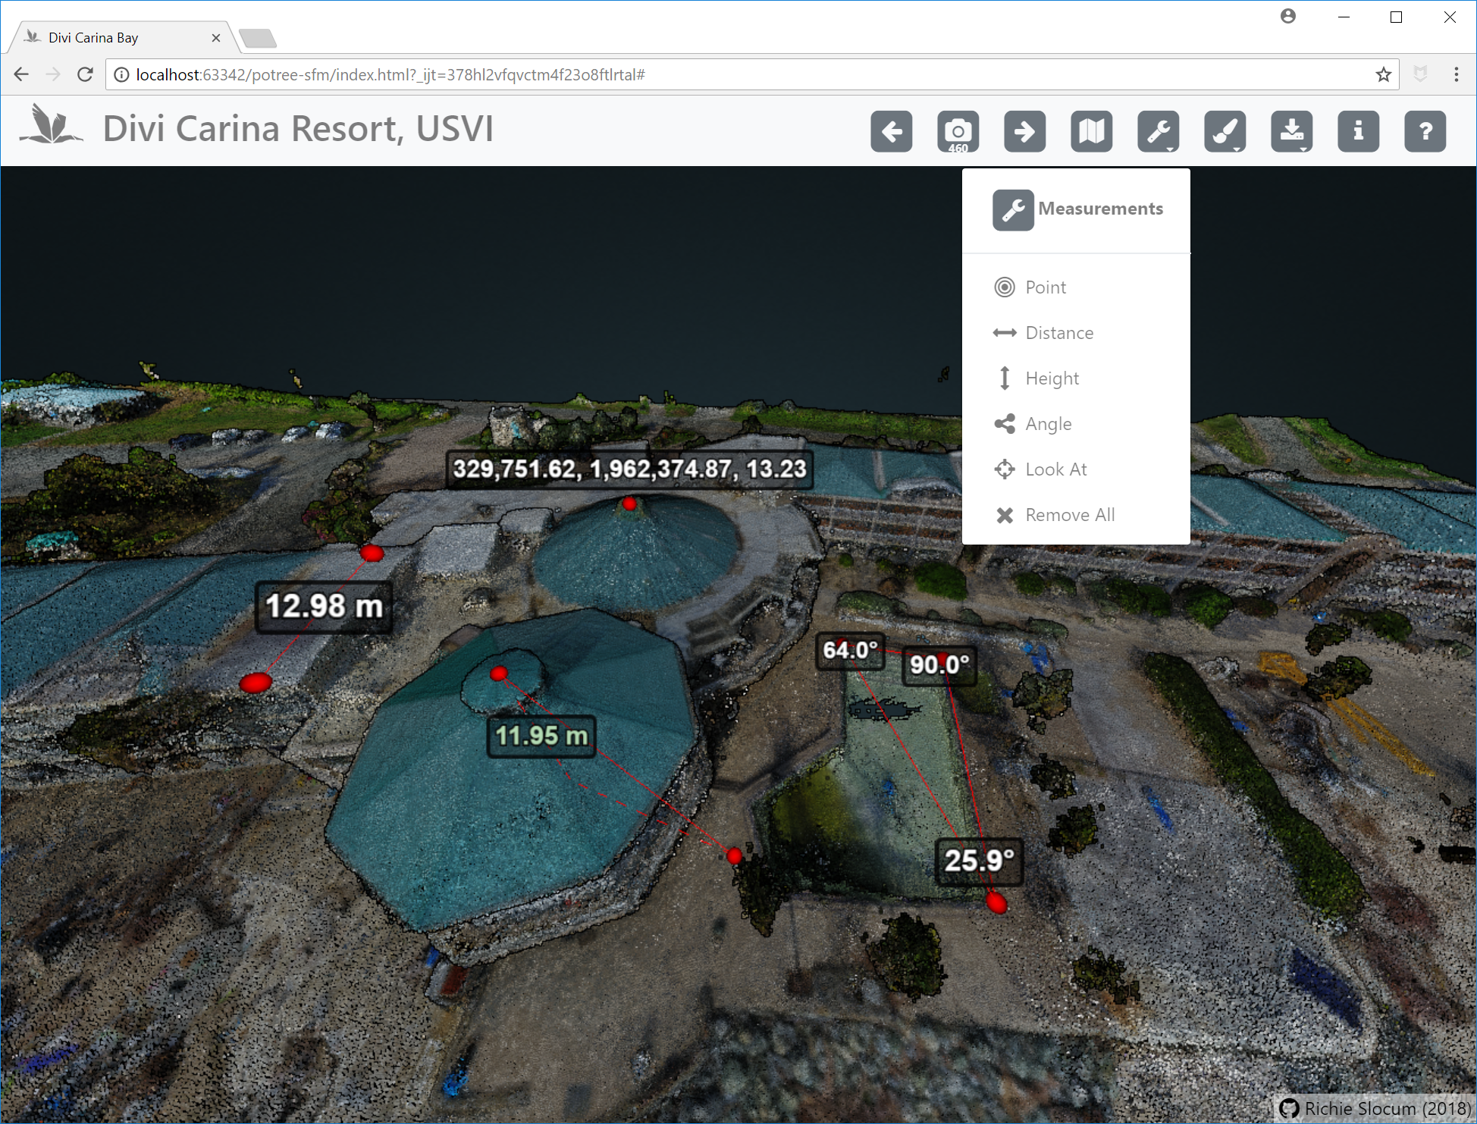 Divi Carina Bay
localhost:63342/potree-sfm/index.html?_ijt=378hl2vfqvctm4f23o8ftlrtal#
Divi Carina Resort, USVI
460
Measurements
Point
Distance
Height
Angle
Look At
Remove All
329,751.62, 1,962,374.87, 13.23
12.98 m
64.0°
90.0°
11.95 m
25.9°
Richie Slocum (2018)